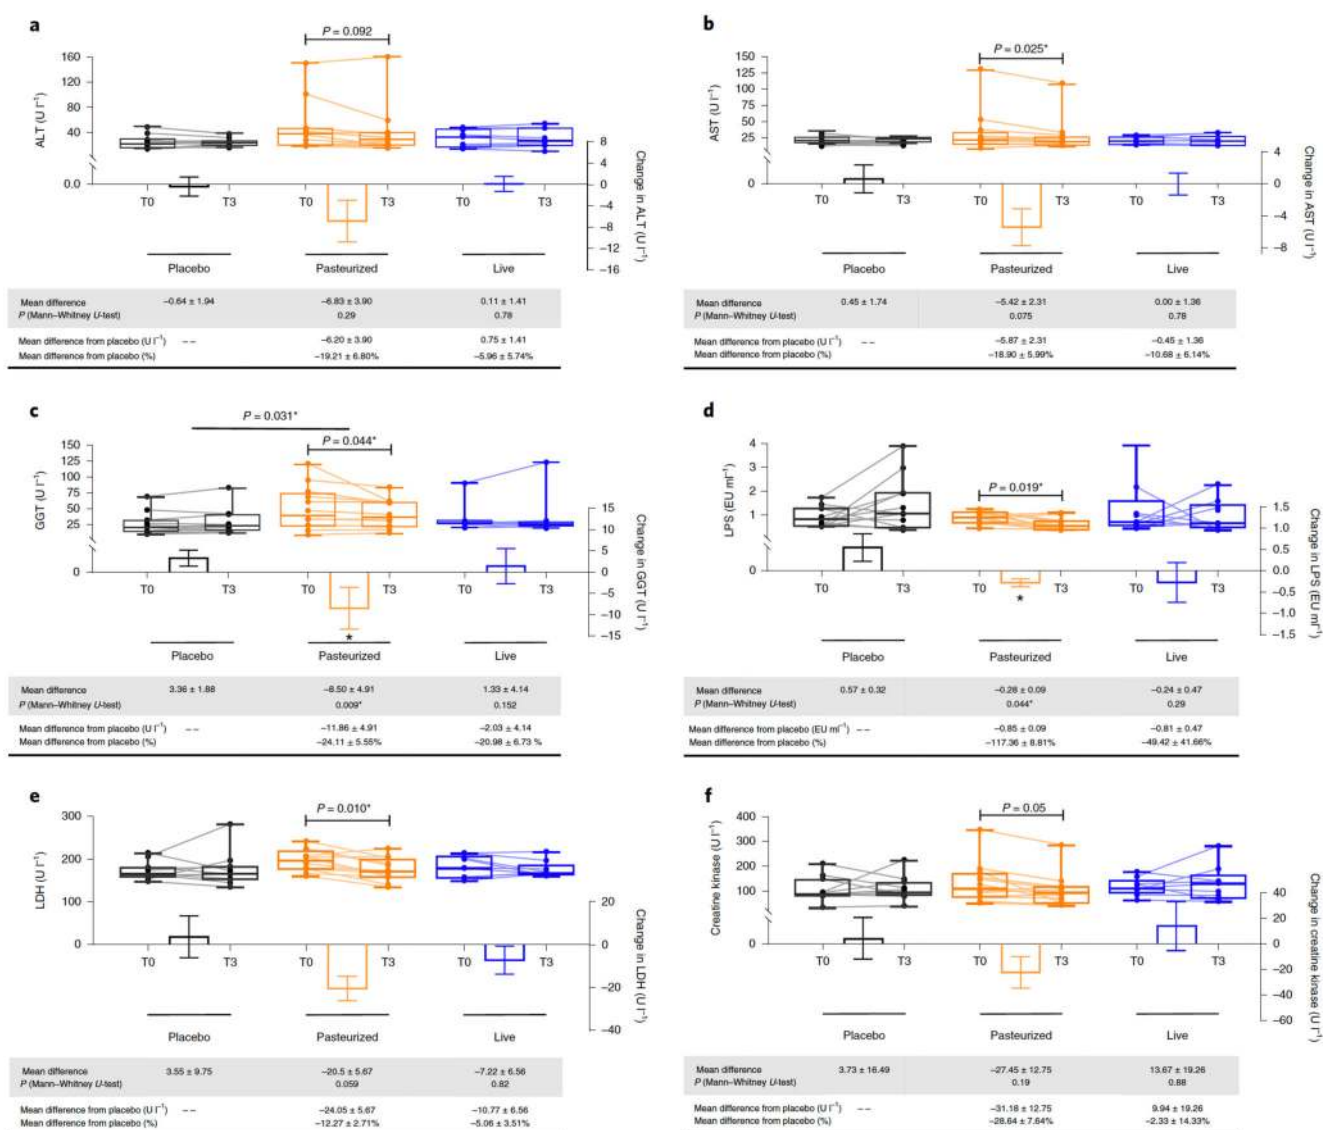 a
P = 0.092
160
120
80
40
0.0
ALT (U l⁻¹)
8
4
0
−4
−8
−12
−16
Change in ALT (U l⁻¹)
T0 T3 T0 T3 T0 T3
Placebo Pasteurized Live
Mean difference −0.64 ± 1.94 −6.83 ± 3.90 0.11 ± 1.41
P (Mann–Whitney U-test) 0.29 0.78
Mean difference from placebo (U l⁻¹) −− −6.20 ± 3.90 0.75 ± 1.41
Mean difference from placebo (%) −19.21 ± 6.80% −5.96 ± 5.74%
b
P = 0.025*
150
125
100
75
50
25
0
AST (U l⁻¹)
4
0
−4
−8
Change in AST (U l⁻¹)
T0 T3 T0 T3 T0 T3
Placebo Pasteurized Live
Mean difference 0.45 ± 1.74 −5.42 ± 2.31 0.00 ± 1.36
P (Mann–Whitney U-test) 0.075 0.78
Mean difference from placebo (U l⁻¹) −− −5.87 ± 2.31 −0.45 ± 1.36
Mean difference from placebo (%) −18.90 ± 5.99% −10.68 ± 6.14%
c
P = 0.031*
P = 0.044*
150
125
100
75
50
25
0
GGT (U l⁻¹)
15
10
5
0
−5
−10
−15
Change in GGT (U l⁻¹)
T0 T3 T0 T3 T0 T3
*
Placebo Pasteurized Live
Mean difference 3.36 ± 1.88 −8.50 ± 4.91 1.33 ± 4.14
P (Mann–Whitney U-test) 0.009* 0.152
Mean difference from placebo (U l⁻¹) −− −11.86 ± 4.91 −2.03 ± 4.14
Mean difference from placebo (%) −24.11 ± 5.55% −20.98 ± 6.73 %
d
P = 0.019*
4
3
2
1
0
LPS (EU ml⁻¹)
1.5
1.0
0.5
0.0
−0.5
−1.0
−1.5
Change in LPS (EU ml⁻¹)
T0 T3 T0 T3 T0 T3
*
Placebo Pasteurized Live
Mean difference 0.57 ± 0.32 −0.28 ± 0.09 −0.24 ± 0.47
P (Mann–Whitney U-test) 0.044* 0.29
Mean difference from placebo (EU ml⁻¹) −− −0.85 ± 0.09 −0.81 ± 0.47
Mean difference from placebo (%) −117.36 ± 8.81% −49.42 ± 41.66%
e
P = 0.010*
300
200
100
0
LDH (U l⁻¹)
20
0
−20
−40
Change in LDH (U l⁻¹)
T0 T3 T0 T3 T0 T3
Placebo Pasteurized Live
Mean difference 3.55 ± 9.75 −20.5 ± 5.67 −7.22 ± 6.56
P (Mann–Whitney U-test) 0.059 0.82
Mean difference from placebo (U l⁻¹) −− −24.05 ± 5.67 −10.77 ± 6.56
Mean difference from placebo (%) −12.27 ± 2.71% −5.06 ± 3.51%
f
P = 0.05
400
300
200
100
0
Creatine kinase (U l⁻¹)
40
20
0
−20
−40
−60
Change in creatine kinase (U l⁻¹)
T0 T3 T0 T3 T0 T3
Placebo Pasteurized Live
Mean difference 3.73 ± 16.49 −27.45 ± 12.75 13.67 ± 19.26
P (Mann–Whitney U-test) 0.19 0.88
Mean difference from placebo (U l⁻¹) −− −31.18 ± 12.75 9.94 ± 19.26
Mean difference from placebo (%) −28.64 ± 7.64% −2.33 ± 14.33%